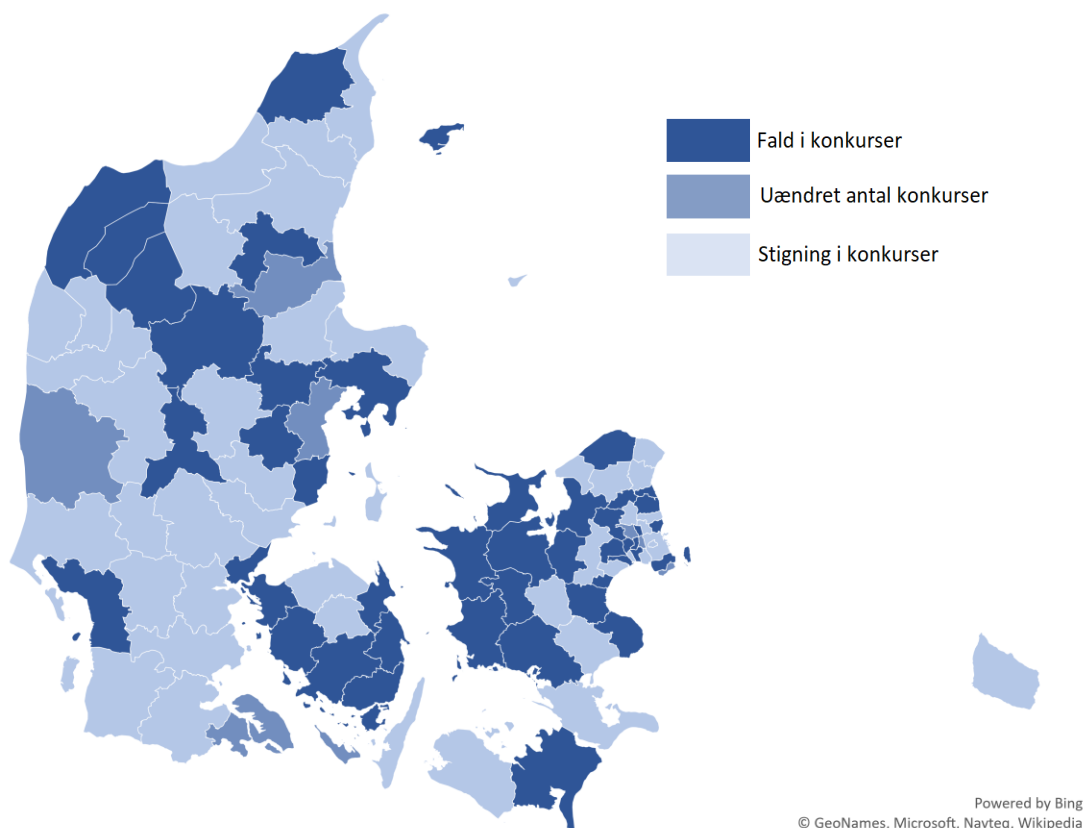 Fald i konkurser
Uændret antal konkurser
Stigning i konkurser
Powered by Bing
© GeoNames, Microsoft, Navteq, Wikipedia